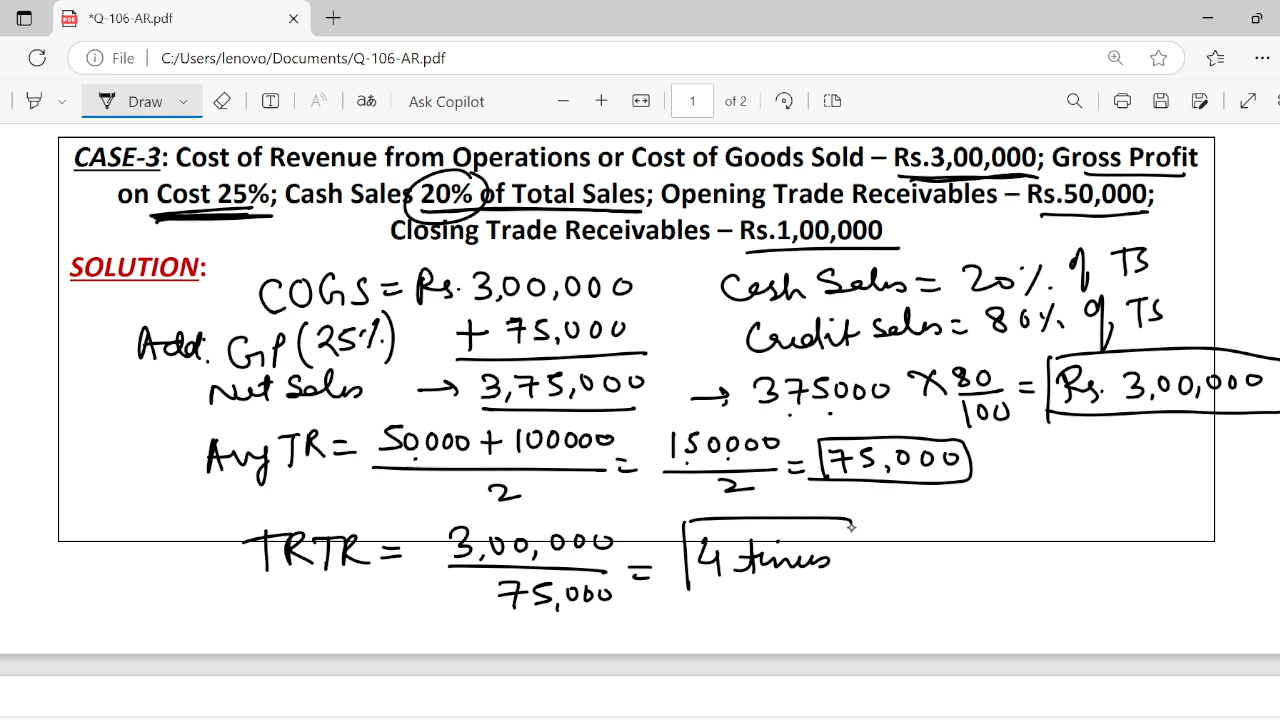 *Q-106-AR.pdf
File C:/Users/lenovo/Documents/Q-106-AR.pdf
Draw Ask Copilot 1 of 2
CASE-3: Cost of Revenue from Operations or Cost of Goods Sold – Rs.3,00,000; Gross Profit
on Cost 25%; Cash Sales 20% of Total Sales; Opening Trade Receivables – Rs.50,000;
Closing Trade Receivables – Rs.1,00,000
SOLUTION:
COGS = Rs. 3,00,000
Add: GP (25%) + 75,000
Net Sales → 3,75,000
Cash Sales = 20% of TS
Credit Sales = 80% of TS
→ 375000 × 80/100 = Rs. 3,00,000
Avg TR = 50000 + 100000 / 2 = 150000 / 2 = 75,000
TRTR = 3,00,000 / 75,000 = 4 times